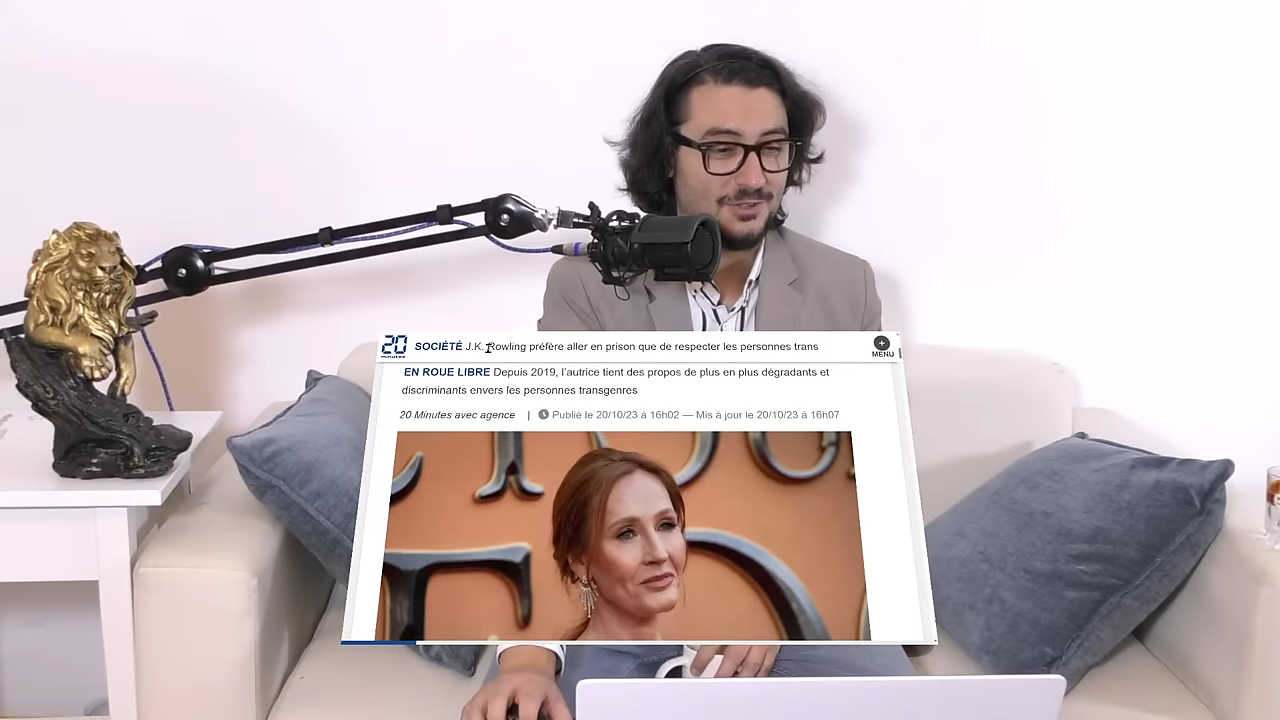 20 Minutes
SOCIÉTÉ J.K. Rowling préfère aller en prison que de respecter les personnes trans
MENU
EN ROUE LIBRE Depuis 2019, l'autrice tient des propos de plus en plus dégradants et
discriminants envers les personnes transgenres
20 Minutes avec agence | Publié le 20/10/23 à 16h02 — Mis à jour le 20/10/23 à 16h07